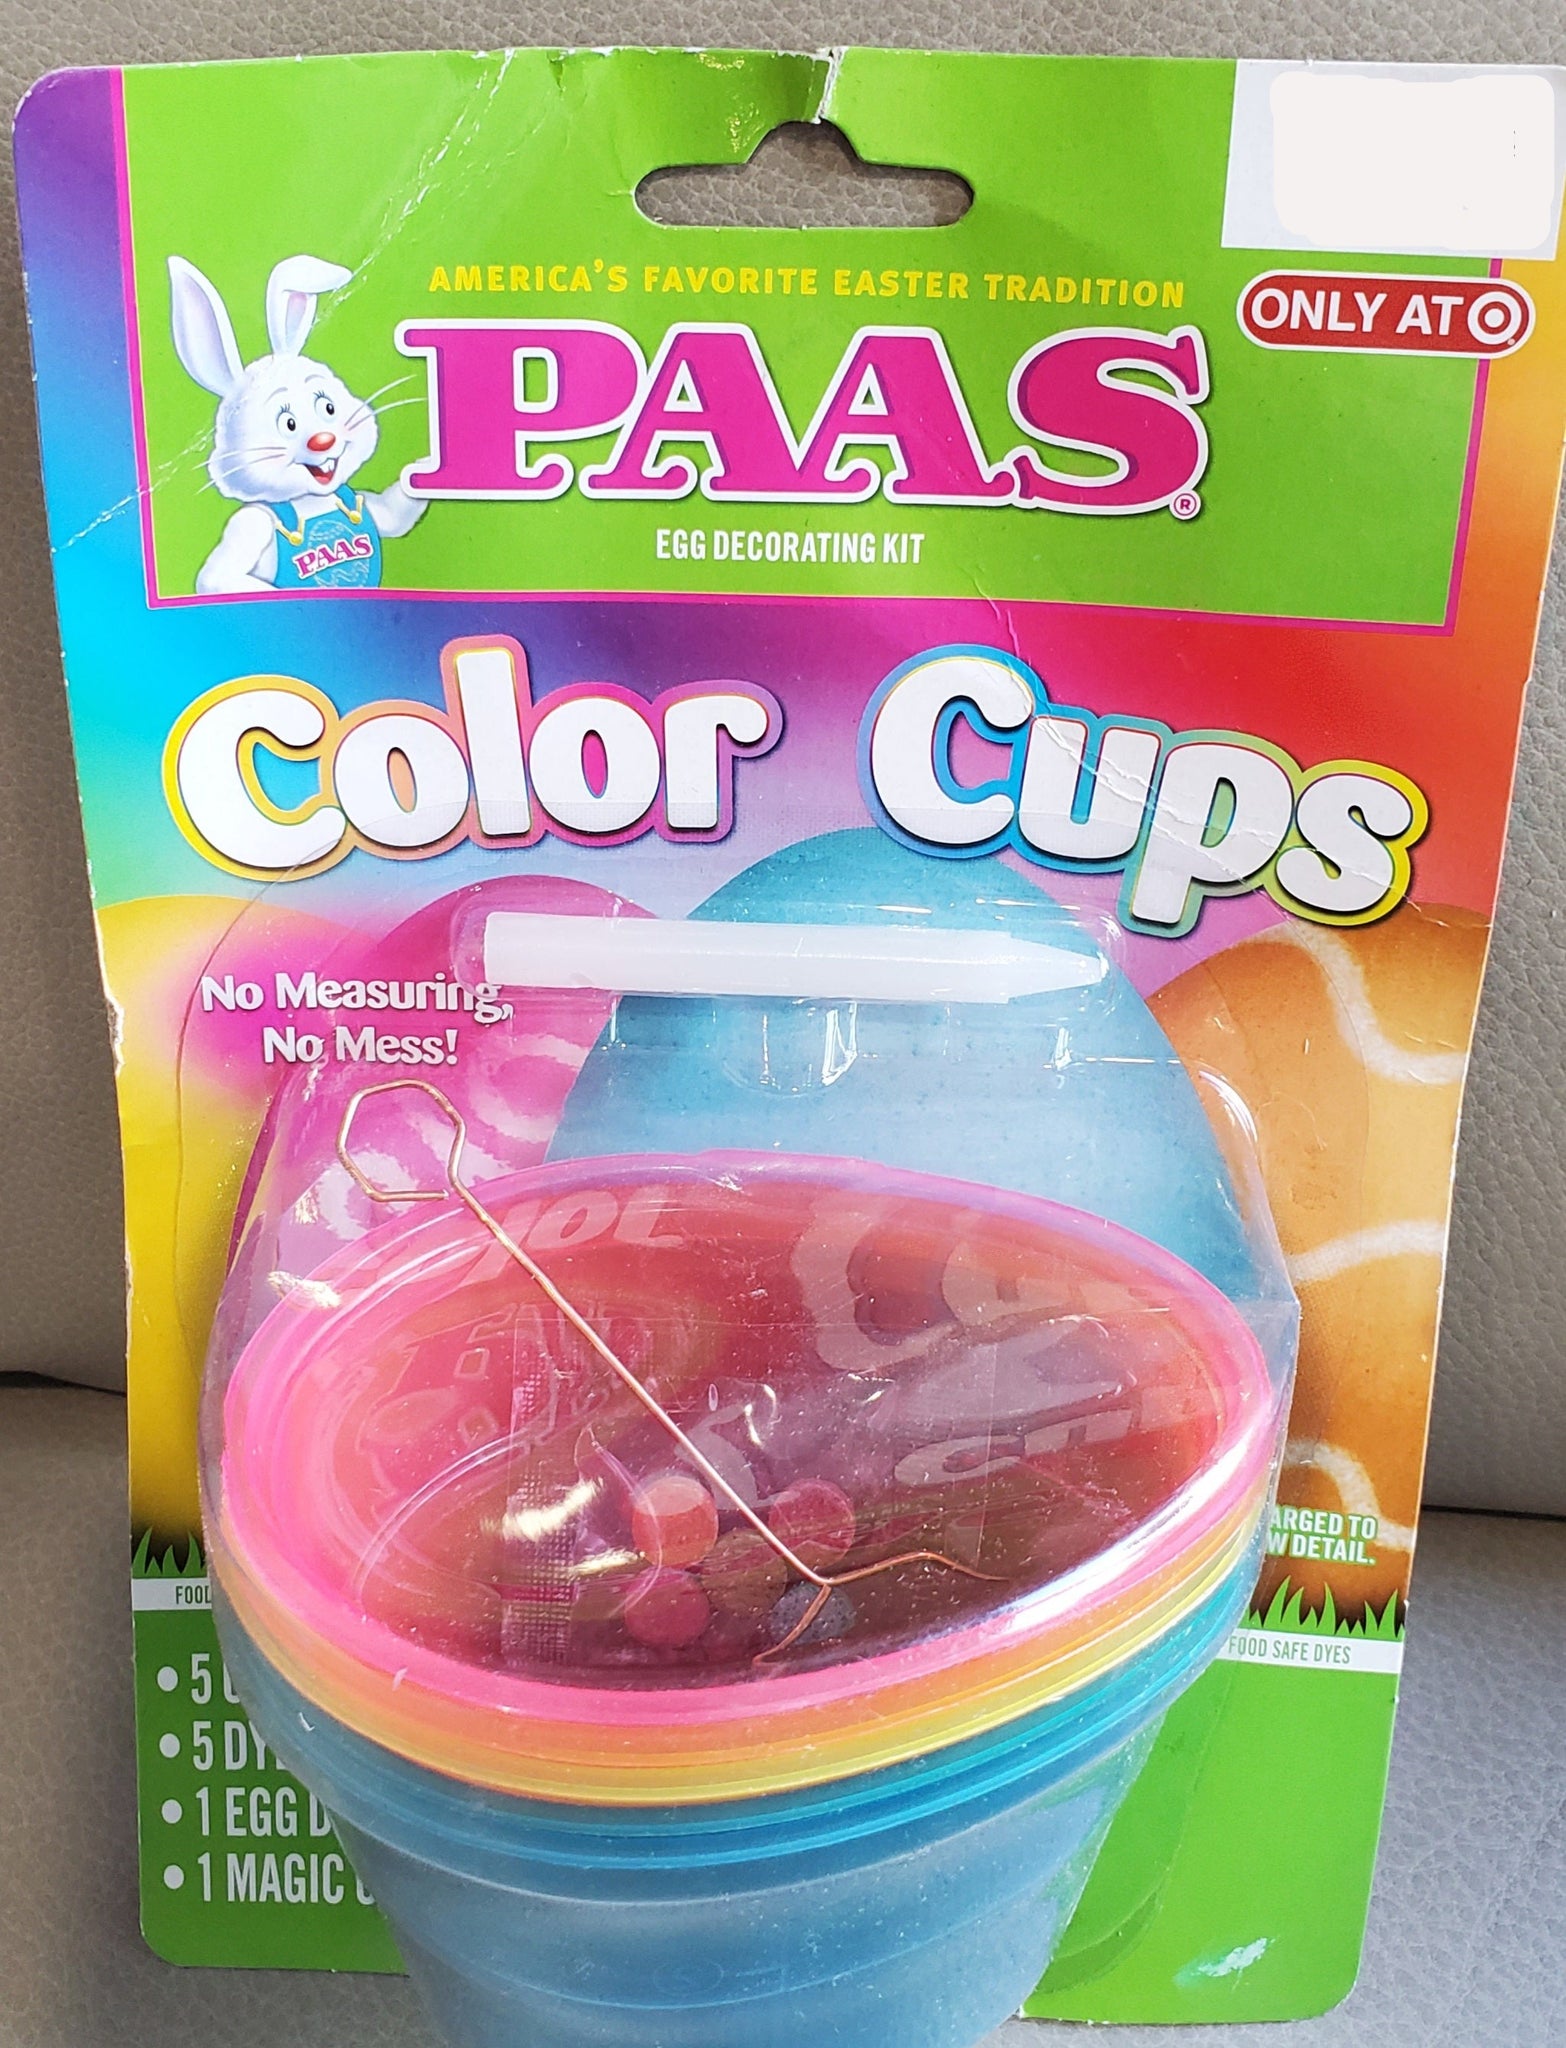 AMERICA'S FAVORITE EASTER TRADITION
ONLY AT
PAAS®
PAAS
EGG DECORATING KIT
Color Cups
No Measuring,
No Mess!
ARGED TO
W DETAIL.
FOOD
FOOD SAFE DYES
• 5
• 5 DY
• 1 EGG D
• 1 MAGIC